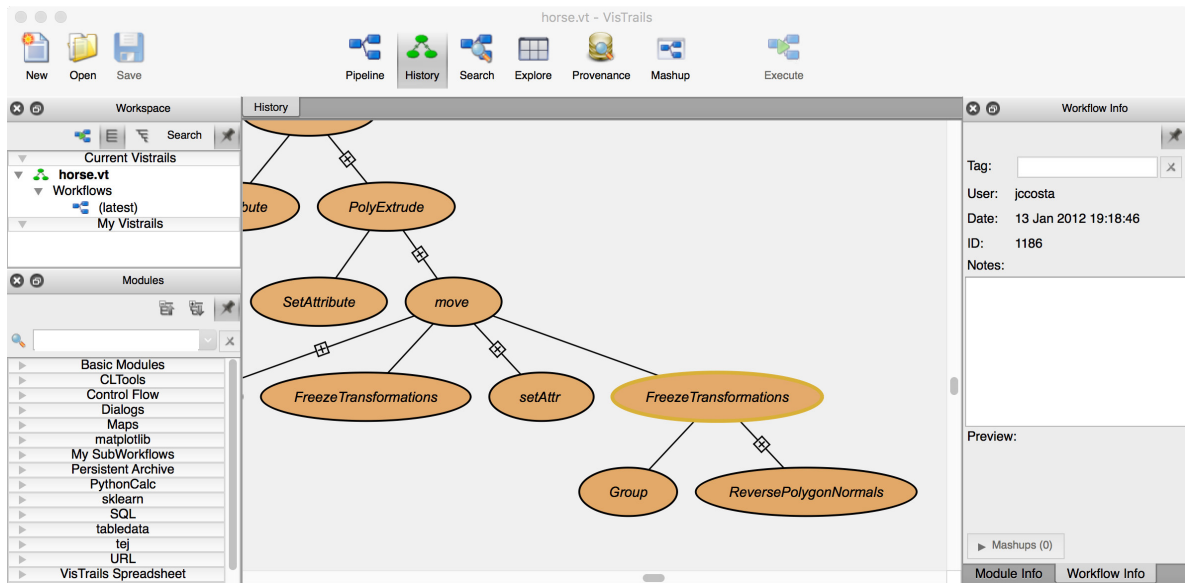 horse.vt - VisTrails
New Open Save Pipeline History Search Explore Provenance Mashup Execute
Workspace
Search
Current Vistrails
horse.vt
Workflows
(latest)
My Vistrails
Modules
Basic Modules
CLTools
Control Flow
Dialogs
Maps
matplotlib
My SubWorkflows
Persistent Archive
PythonCalc
sklearn
SQL
tabledata
tej
URL
VisTrails Spreadsheet
History
bute
PolyExtrude
SetAttribute
move
FreezeTransformations
setAttr
FreezeTransformations
Group
ReversePolygonNormals
Workflow Info
Tag:
User: jccosta
Date: 13 Jan 2012 19:18:46
ID: 1186
Notes:
Preview:
Mashups (0)
Module Info Workflow Info